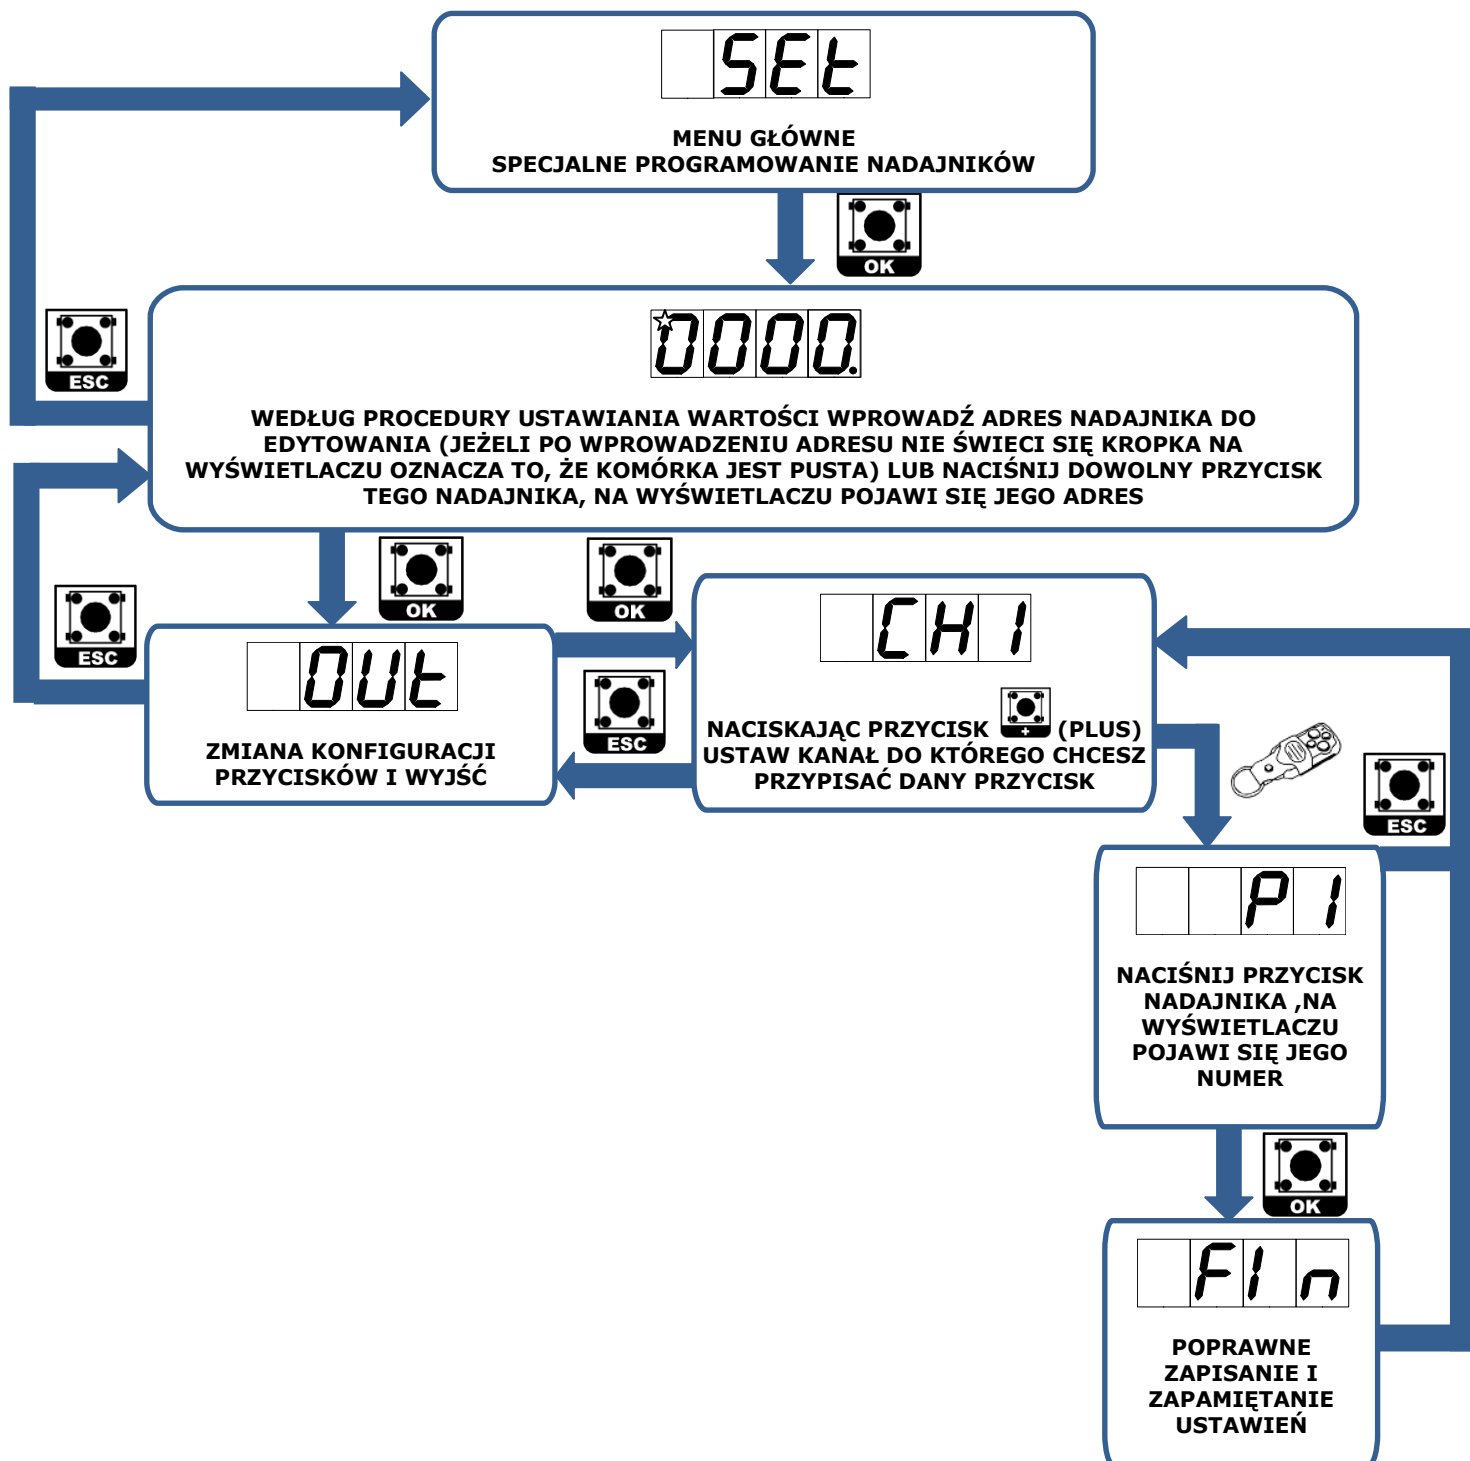 SEt
MENU GŁÓWNE
SPECJALNE PROGRAMOWANIE NADAJNIKÓW
OK
ESC
0000.
WEDŁUG PROCEDURY USTAWIANIA WARTOŚCI WPROWADŹ ADRES NADAJNIKA DO
EDYTOWANIA (JEŻELI PO WPROWADZENIU ADRESU NIE ŚWIECI SIĘ KROPKA NA
WYŚWIETLACZU OZNACZA TO, ŻE KOMÓRKA JEST PUSTA) LUB NACIŚNIJ DOWOLNY PRZYCISK
TEGO NADAJNIKA, NA WYŚWIETLACZU POJAWI SIĘ JEGO ADRES
OK
OK
ESC
OUt
ZMIANA KONFIGURACJI
PRZYCISKÓW I WYJŚĆ
ESC
CH1
NACISKAJĄC PRZYCISK + (PLUS)
USTAW KANAŁ DO KTÓREGO CHCESZ
PRZYPISAĆ DANY PRZYCISK
ESC
P1
NACIŚNIJ PRZYCISK
NADAJNIKA ,NA
WYŚWIETLACZU
POJAWI SIĘ JEGO
NUMER
OK
FIn
POPRAWNE
ZAPISANIE I
ZAPAMIĘTANIE
USTAWIEŃ